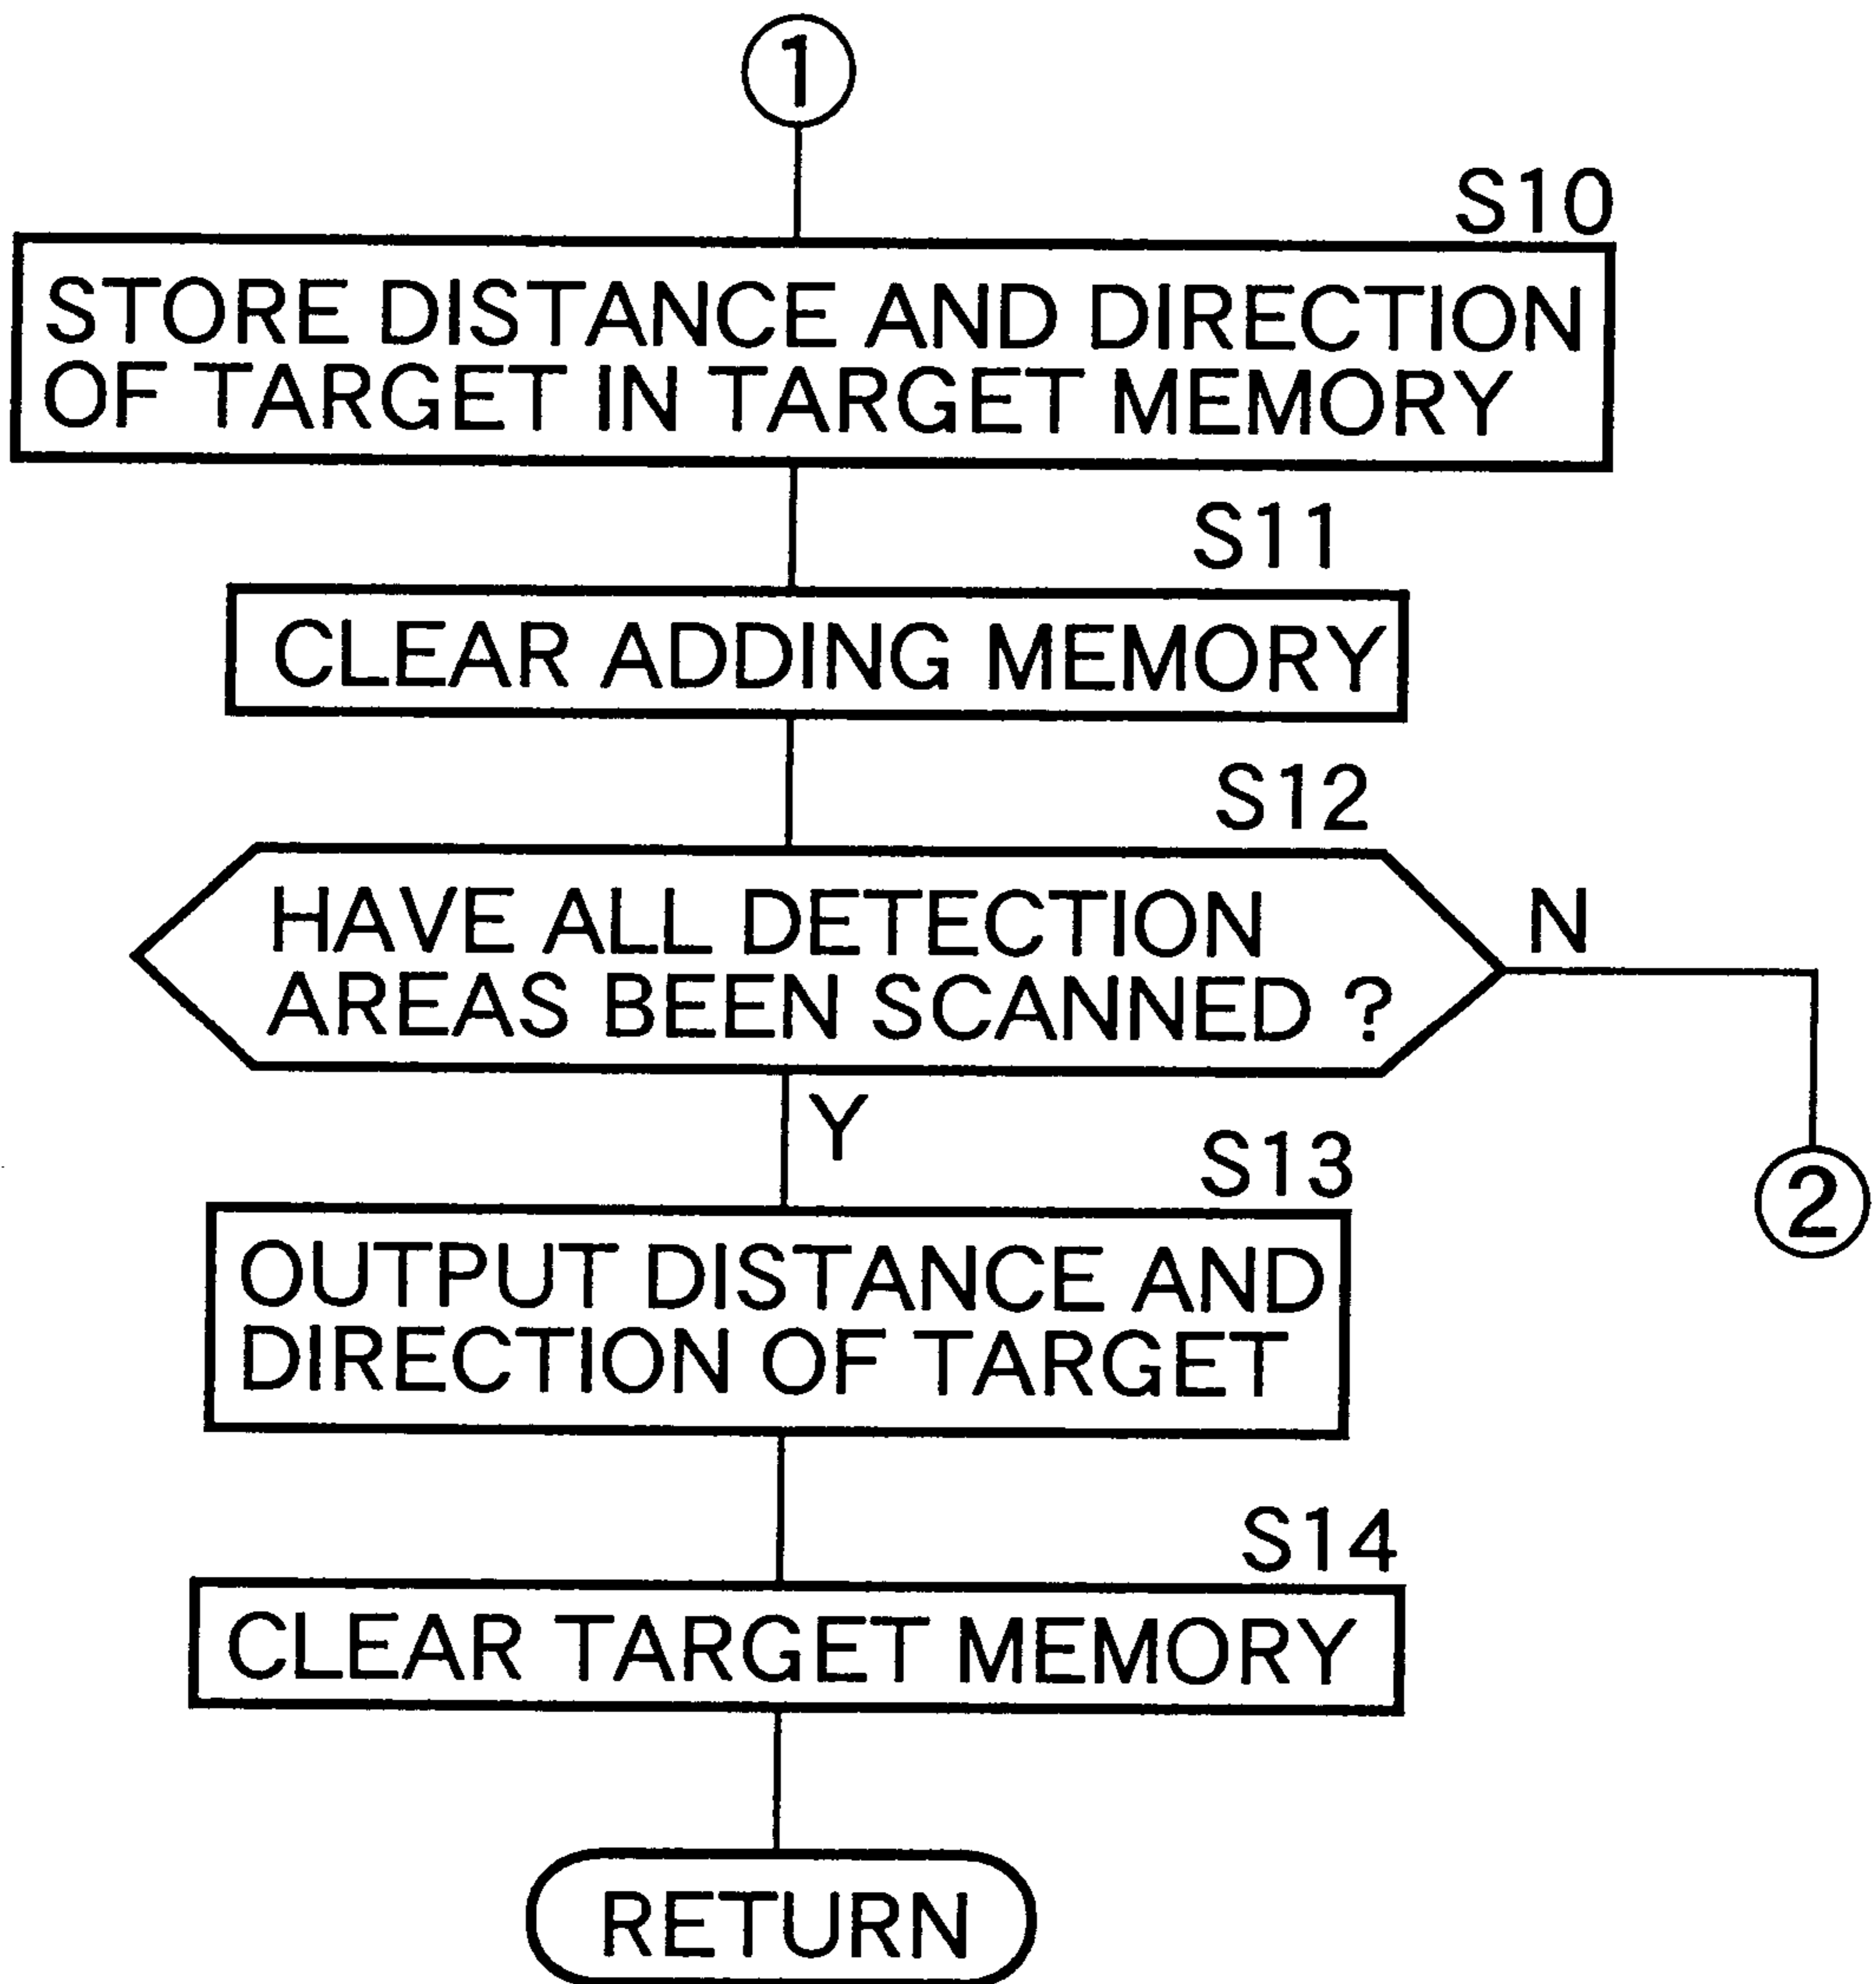 1
S10
STORE DISTANCE AND DIRECTION
OF TARGET IN TARGET MEMORY
S11
CLEAR ADDING MEMORY
S12
HAVE ALL DETECTION
AREAS BEEN SCANNED ?
N
Y
2
S13
OUTPUT DISTANCE AND
DIRECTION OF TARGET
S14
CLEAR TARGET MEMORY
RETURN